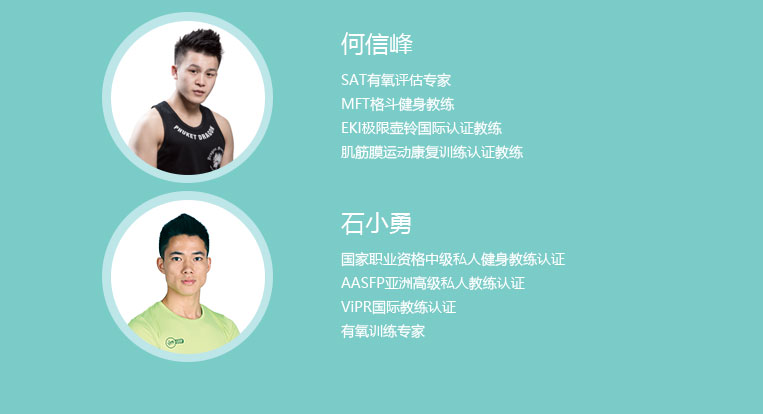 何信峰
SAT有氧评估专家
MFT格斗健身教练
EKI极限壶铃国际认证教练
肌筋膜运动康复训练认证教练
PHUKET DRAGON
石小勇
国家职业资格中级私人健身教练认证
AASFP亚洲高级私人教练认证
ViPR国际教练认证
有氧训练专家